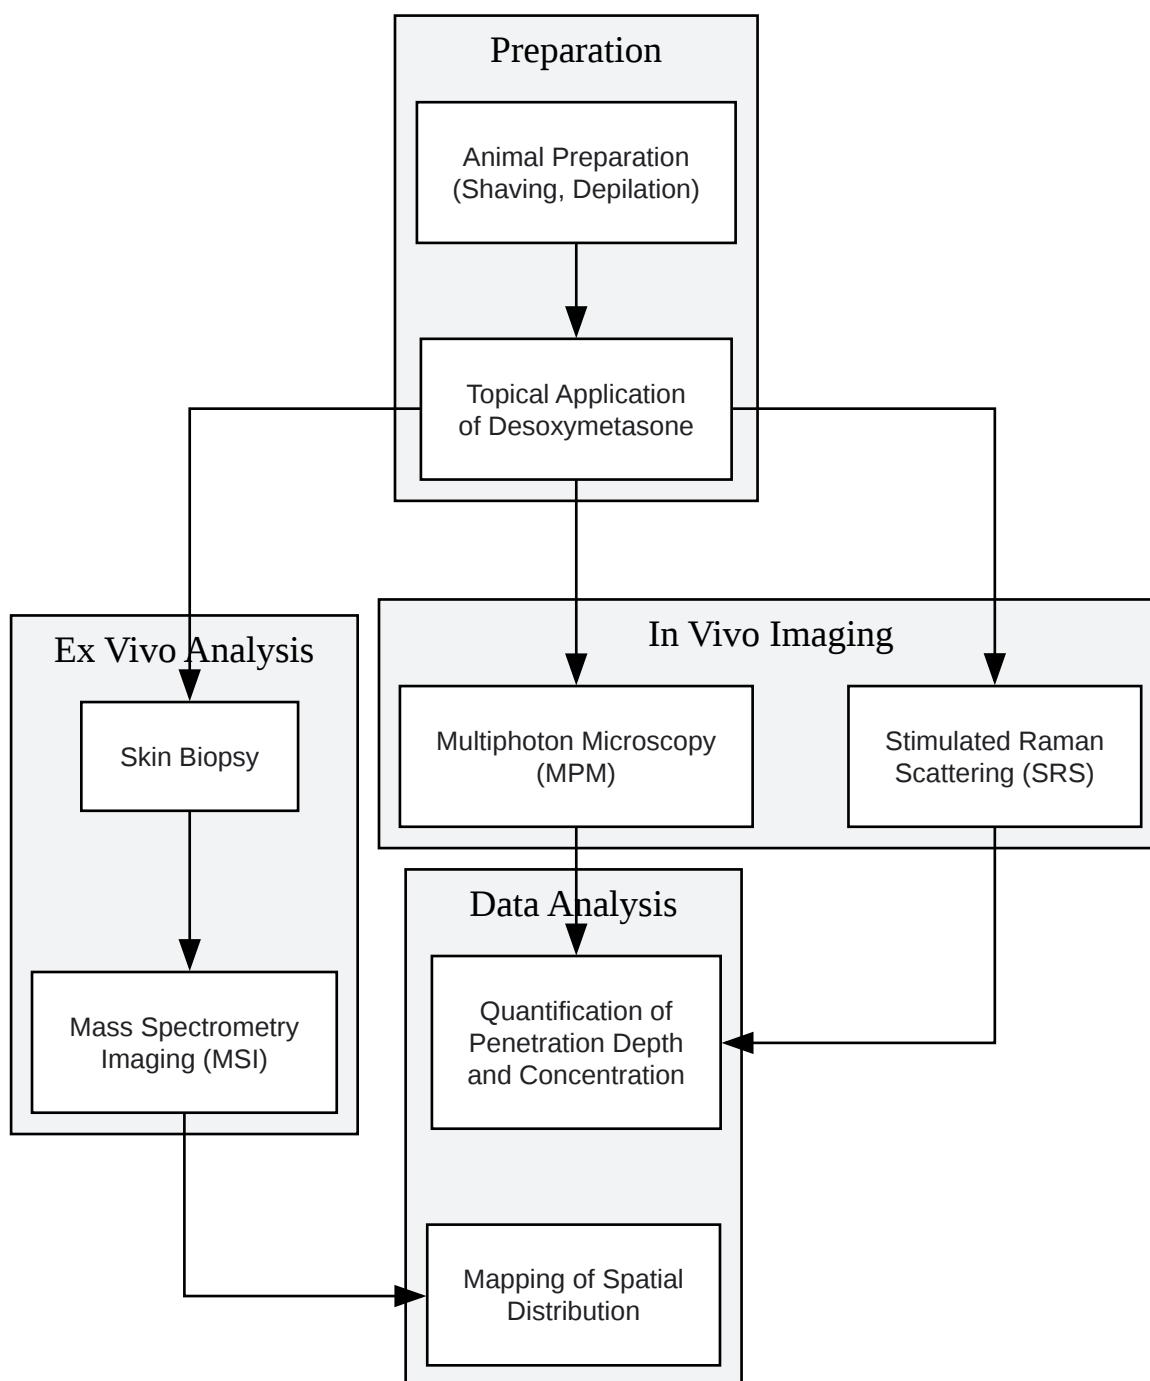 Preparation
Animal Preparation
(Shaving, Depilation)
Topical Application
of Desoxymetasone
Ex Vivo Analysis
Skin Biopsy
Mass Spectrometry
Imaging (MSI)
In Vivo Imaging
Multiphoton Microscopy
(MPM)
Stimulated Raman
Scattering (SRS)
Data Analysis
Quantification of
Penetration Depth
and Concentration
Mapping of Spatial
Distribution